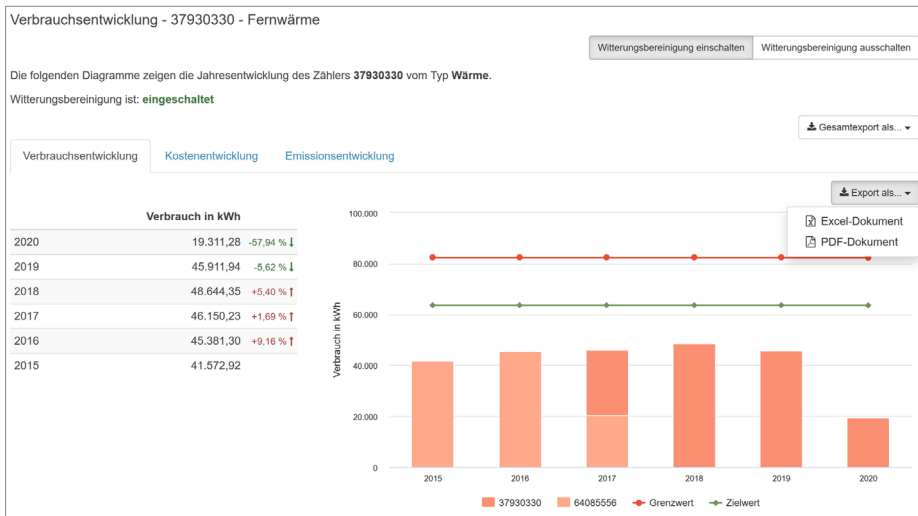 Verbrauchsentwicklung - 37930330 - Fernwärme
Witterungsbereinigung einschalten Witterungsbereinigung ausschalten
Die folgenden Diagramme zeigen die Jahresentwicklung des Zählers 37930330 vom Typ Wärme.
Witterungsbereinigung ist: eingeschaltet
Gesamtexport als...
Verbrauchsentwicklung Kostenentwicklung Emissionsentwicklung
Export als...
Excel-Dokument
PDF-Dokument
Verbrauch in kWh
2020 19.311,28 -57,94 %
2019 45.911,94 -5,62 %
2018 48.644,35 +5,40 %
2017 46.150,23 +1,69 %
2016 45.381,30 +9,16 %
2015 41.572,92
Verbrauch in kWh
100.000
80.000
60.000
40.000
20.000
0
2015 2016 2017 2018 2019 2020
37930330 64085556 Grenzwert Zielwert